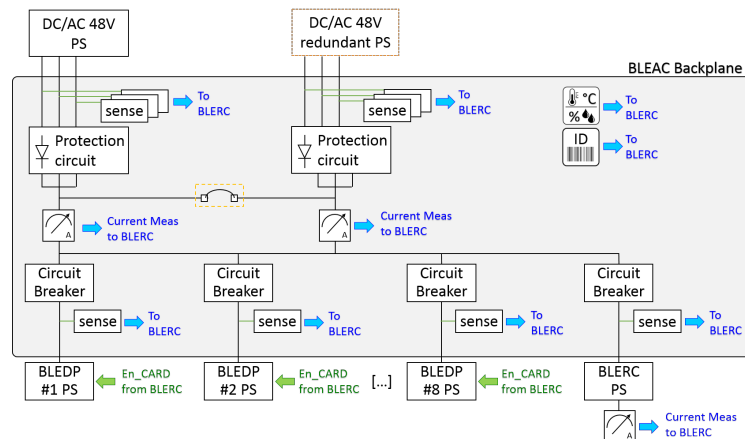 DC/AC 48V
PS
DC/AC 48V
redundant PS
BLEAC Backplane
sense
To
BLERC
sense
To
BLERC
°C
%
To
BLERC
ID
To
BLERC
Protection
circuit
Protection
circuit
A
Current Meas
to BLERC
A
Current Meas
to BLERC
Circuit
Breaker
Circuit
Breaker
Circuit
Breaker
Circuit
Breaker
sense
To
BLERC
sense
To
BLERC
sense
To
BLERC
sense
To
BLERC
BLEDP
#1 PS
En_CARD
from BLERC
BLEDP
#2 PS
En_CARD
from BLERC
[...]
BLEDP
#8 PS
En_CARD
from BLERC
BLERC
PS
A
Current Meas
to BLERC